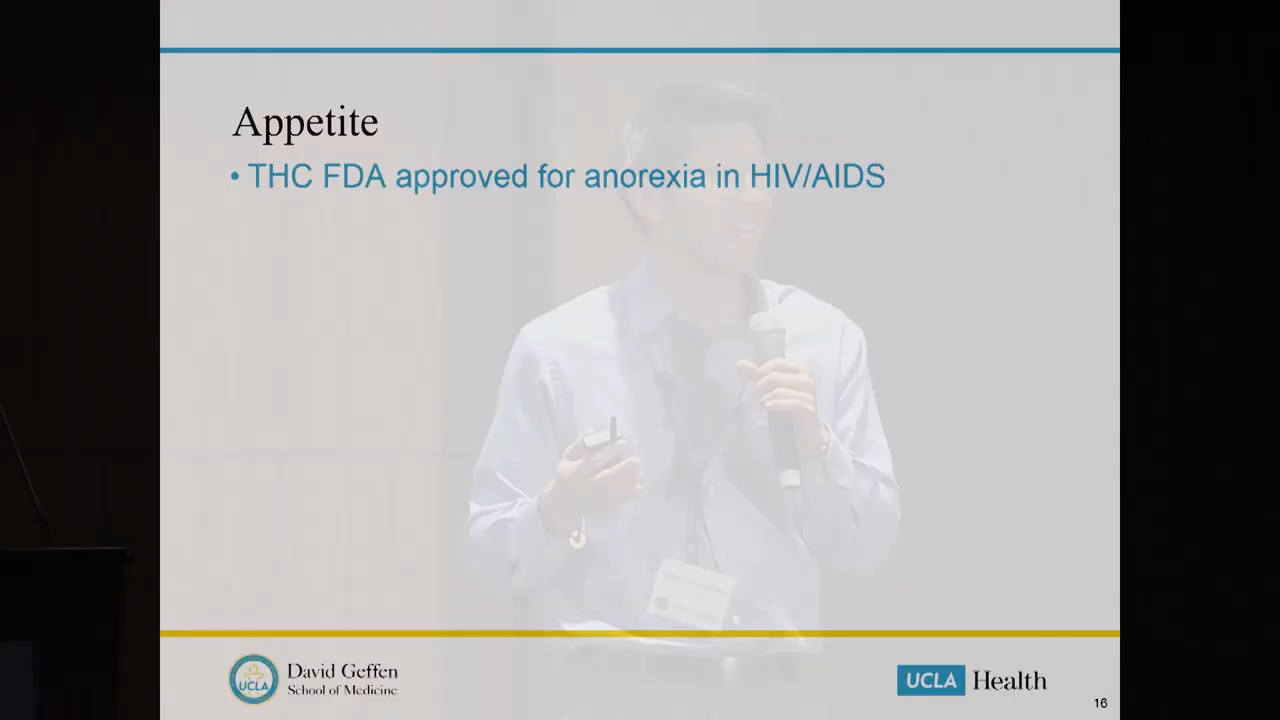 Appetite
• THC FDA approved for anorexia in HIV/AIDS
UCLA
David Geffen
School of Medicine
UCLA Health
16